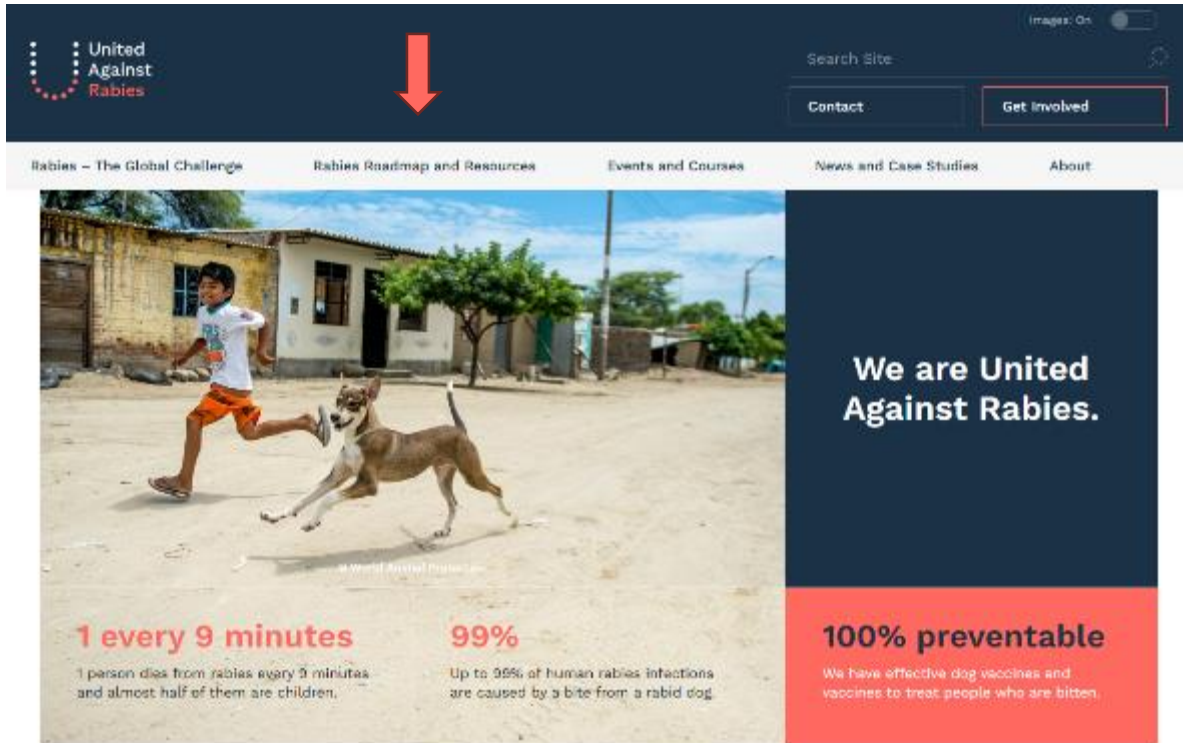 Images: On
United
Against
Rabies
Search Site
Contact
Get Involved
Rabies – The Global Challenge
Rabies Roadmap and Resources
Events and Courses
News and Case Studies
About
We are United
Against Rabies.
© World Animal Protection
1 every 9 minutes
1 person dies from rabies every 9 minutes
and almost half of them are children.
99%
Up to 99% of human rabies infections
are caused by a bite from a rabid dog
100% preventable
We have effective dog vaccines and
vaccines to treat people who are bitten.